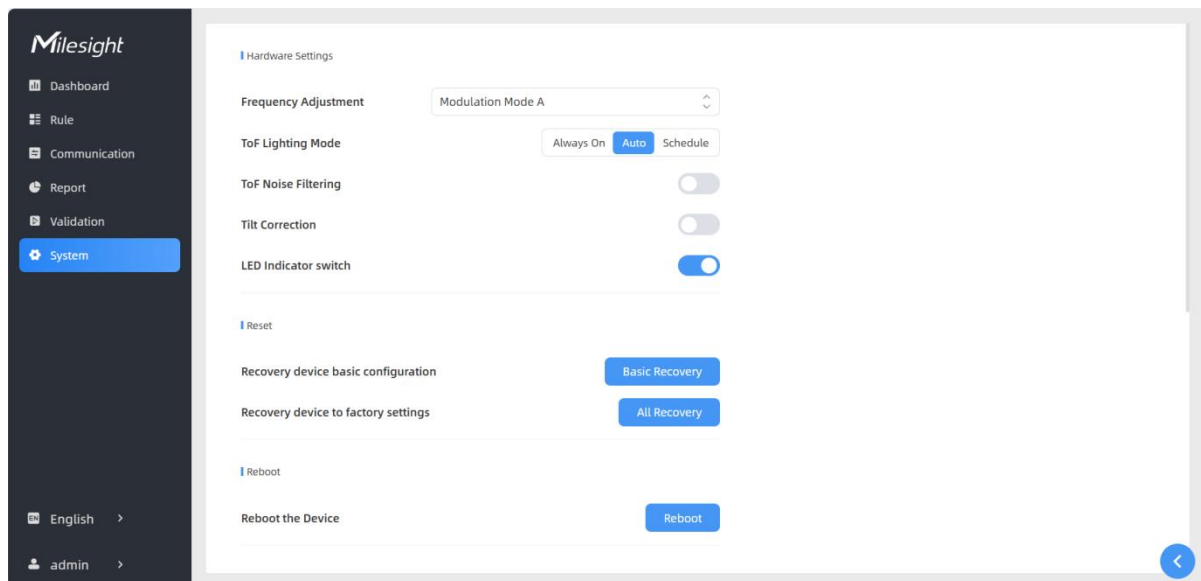 Milesight
Dashboard
Rule
Communication
Report
Validation
System
EN English
admin
Hardware Settings
Frequency Adjustment Modulation Mode A
ToF Lighting Mode Always On Auto Schedule
ToF Noise Filtering
Tilt Correction
LED Indicator switch
Reset
Recovery device basic configuration Basic Recovery
Recovery device to factory settings All Recovery
Reboot
Reboot the Device Reboot